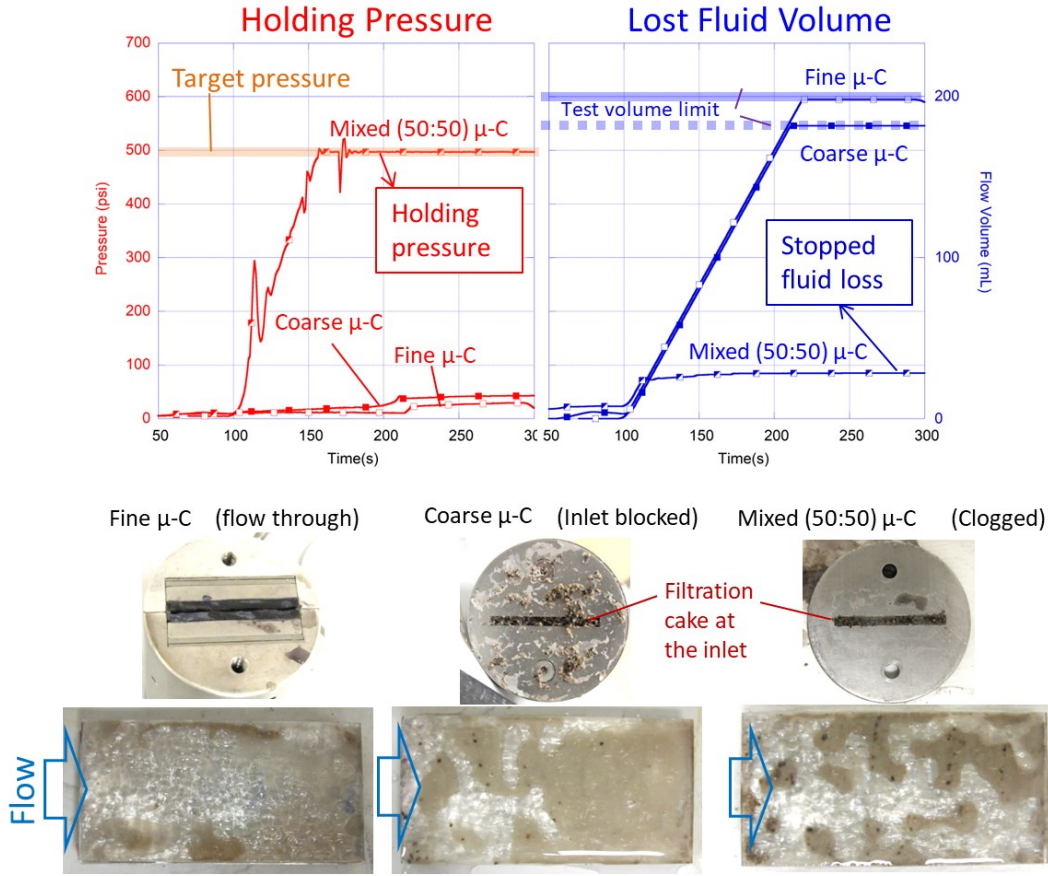 Holding Pressure
Lost Fluid Volume
700
600
500
400
300
200
100
0
Pressure (psi)
50
100
150
200
250
300
Time(s)
Target pressure
Mixed (50:50) µ-C
Holding
pressure
Coarse µ-C
Fine µ-C
Fine µ-C
Test volume limit
Coarse µ-C
Stopped
fluid loss
Mixed (50:50) µ-C
200
100
0
Flow Volume (mL)
50
100
150
200
250
300
Time(s)
Fine µ-C (flow through)
Coarse µ-C (Inlet blocked)
Mixed (50:50) µ-C (Clogged)
Filtration
cake at
the inlet
Flow